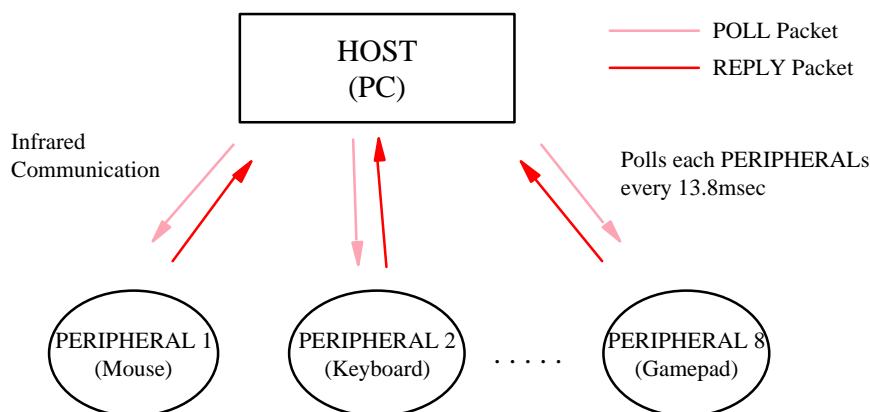 HOST
(PC)
POLL Packet
REPLY Packet
Infrared
Communication
Polls each PERIPHERALs
every 13.8msec
PERIPHERAL 1
(Mouse)
PERIPHERAL 2
(Keyboard)
. . . . .
PERIPHERAL 8
(Gamepad)